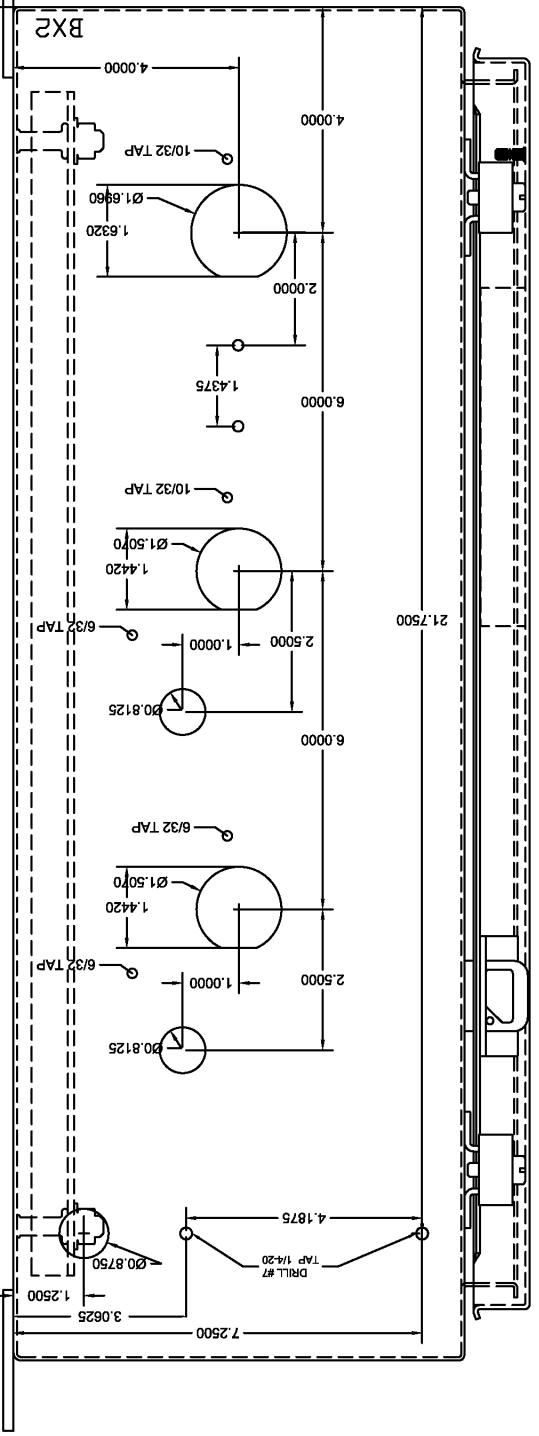 7.2500
3.0625
1.2500
DRILL #7
TAP 1/4-20
Ø0.8750
4.1875
Ø0.8125
2.5000
1.0000
6/32 TAP
1.4420
Ø1.5070
6/32 TAP
6.0000
Ø0.8125
2.5000
1.0000
6/32 TAP
21.7500
1.4420
Ø1.5070
10/32 TAP
6.0000
1.4375
2.0000
1.6320
Ø1.6960
10/32 TAP
4.0000
4.0000
BX2